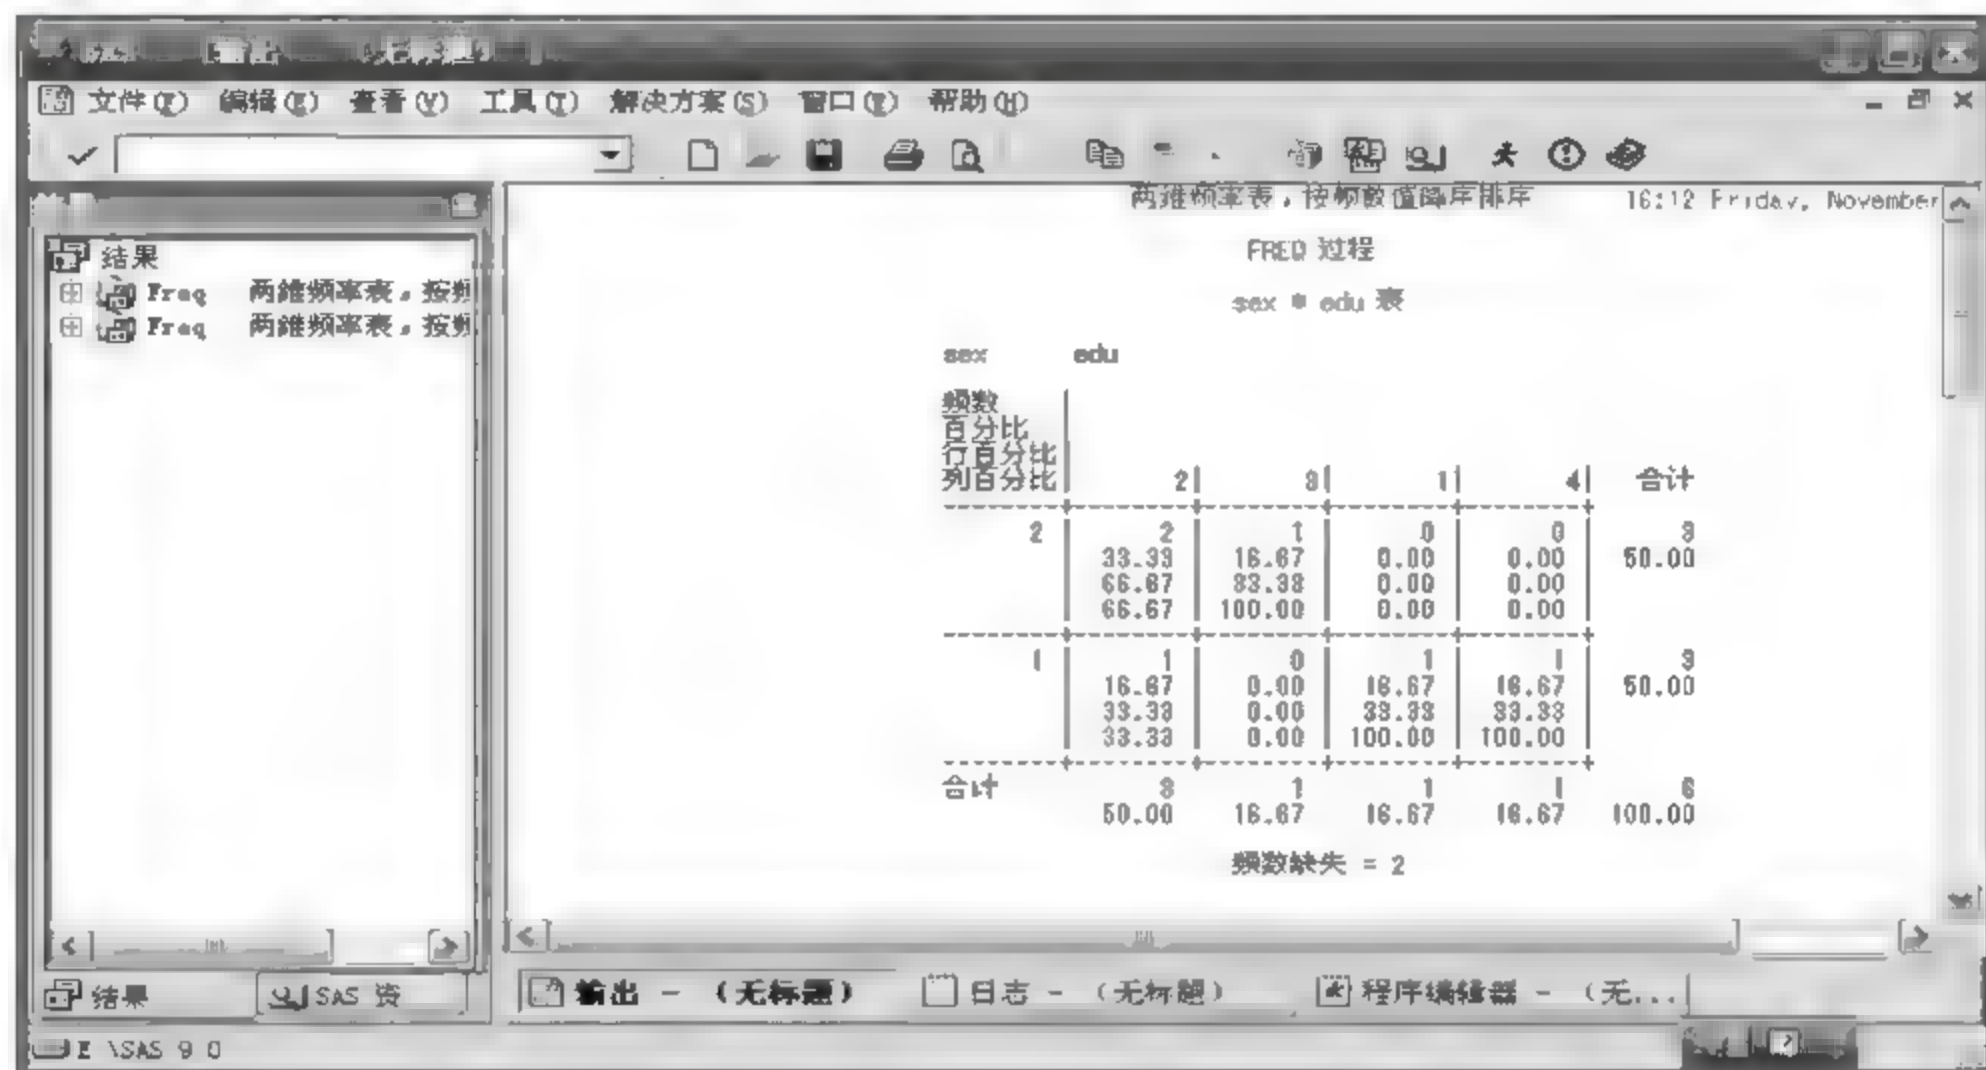 文件(F) 编辑(E) 查看(V) 工具(T) 解决方案(S) 窗口(W) 帮助(H)
结果
Freq 两维频率表，按频
Freq 两维频率表，按频
两维频率表，按频数值降序排序 16:12 Friday, November
FREQ 过程
sex * edu 表
sex edu
频数
百分比
行百分比
列百分比 2 3 1 4 合计
2 2 1 0 0 3
33.33 16.67 0.00 0.00 50.00
66.67 33.33 0.00 0.00
66.67 100.00 0.00 0.00
1 1 0 1 1 3
16.67 0.00 16.67 16.67 50.00
33.33 0.00 33.33 33.33
33.33 0.00 100.00 100.00
合计 3 1 1 1 6
50.00 16.67 16.67 16.67 100.00
频数缺失 = 2
结果 SAS 资
输出 - （无标题） 日志 - （无标题） 程序编辑器 - （无...
E \SAS 9 0